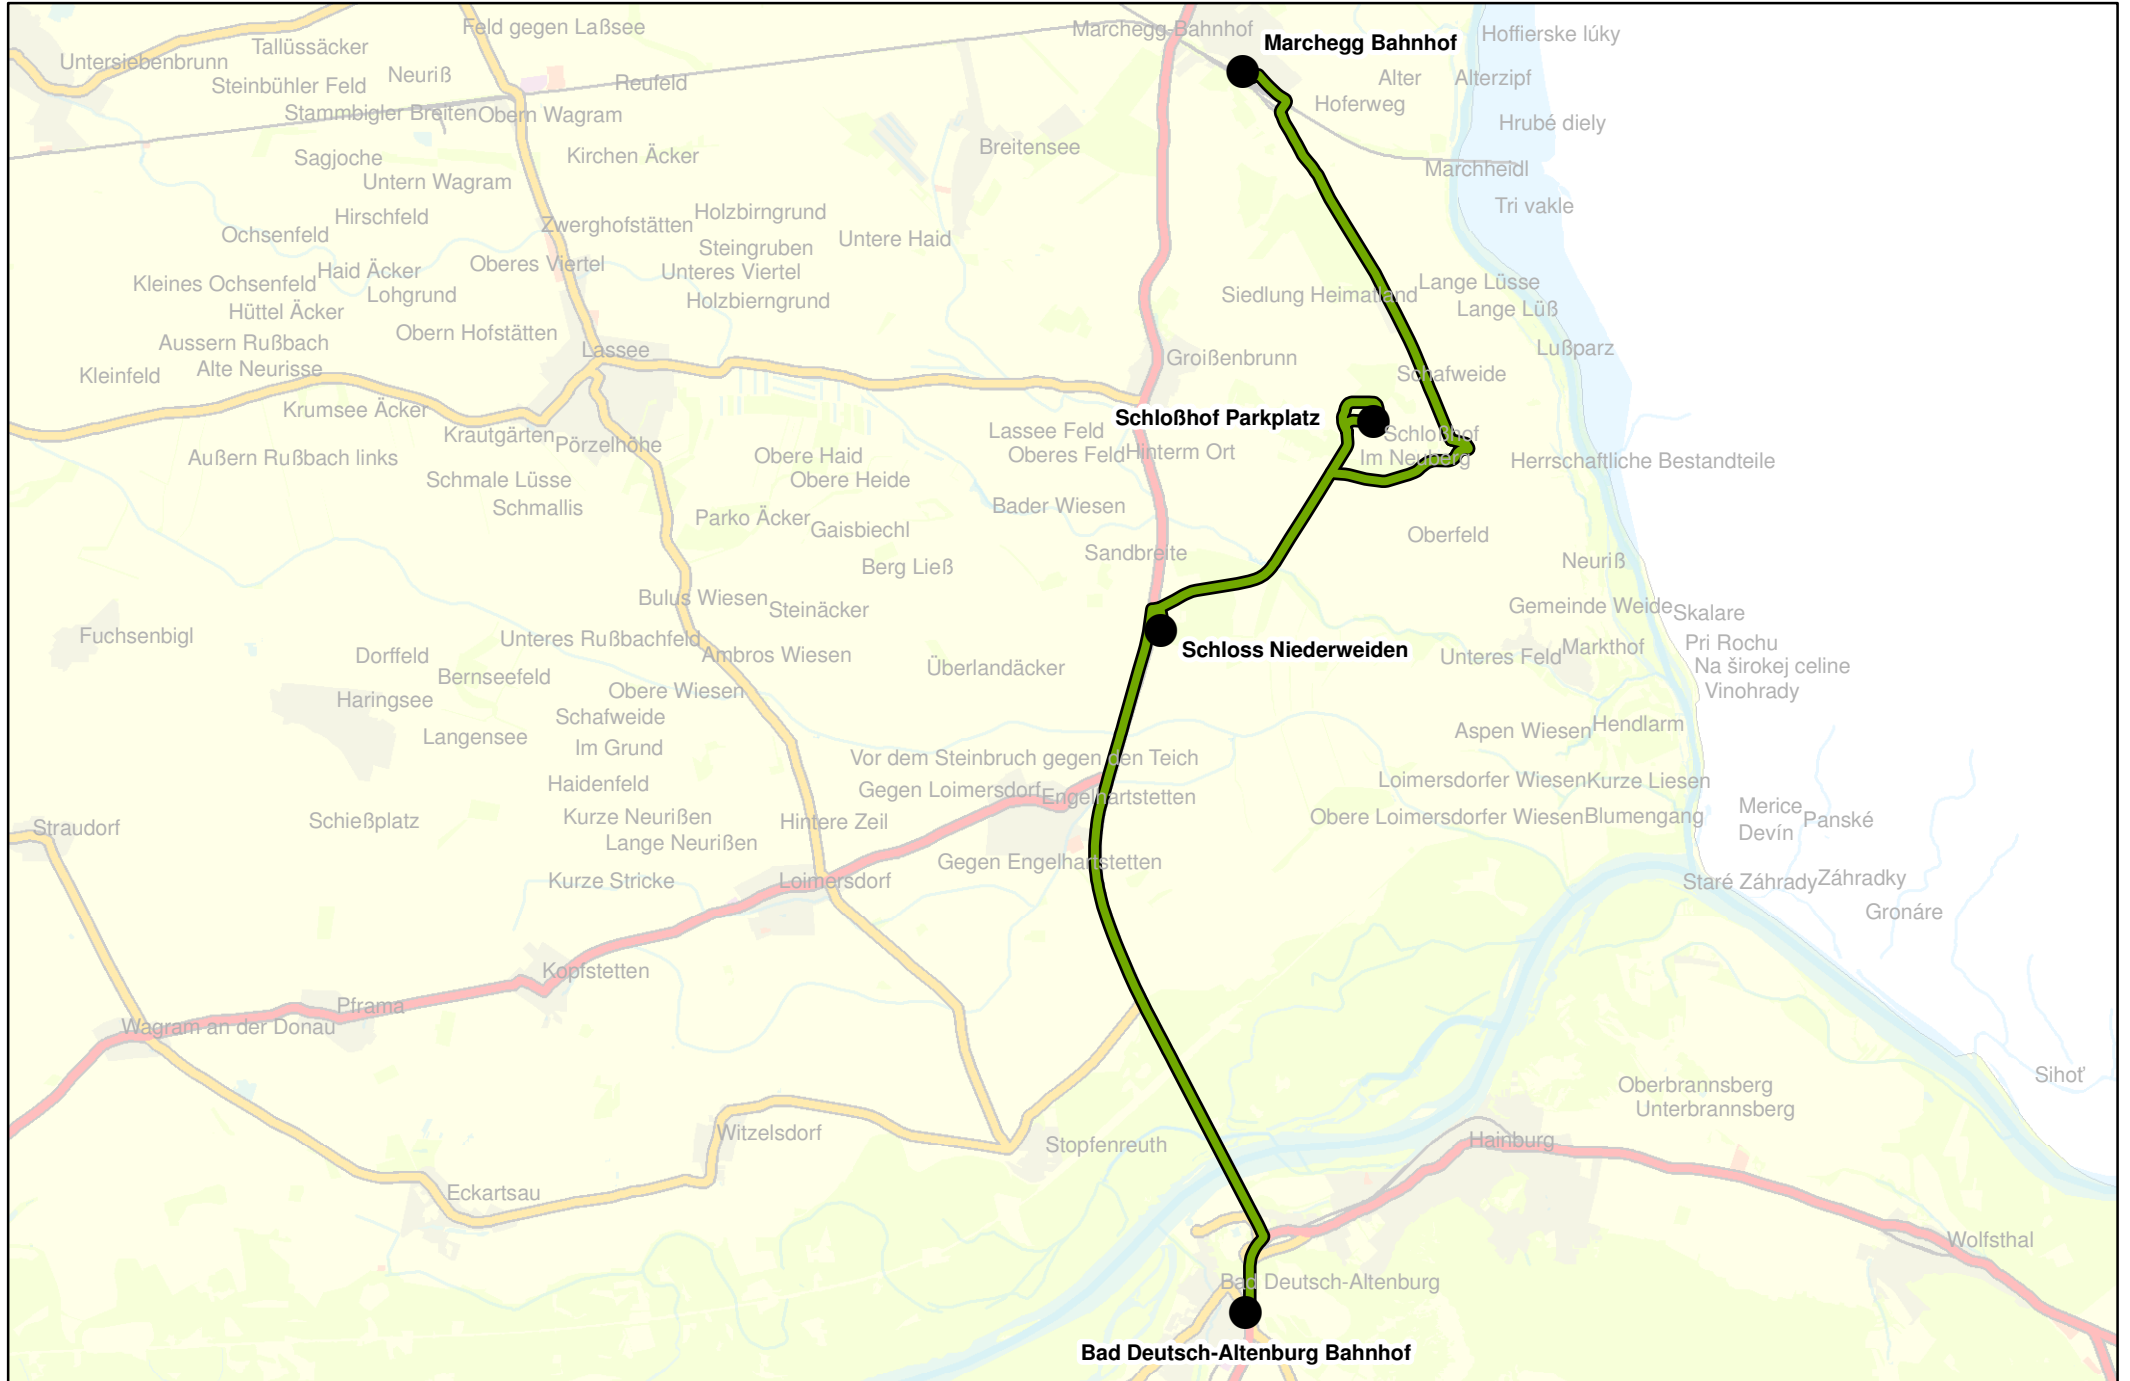 Feld gegen Laßsee
Marchegg-Bahnhof
Hoffierske lúky
Marchegg Bahnhof
Tallüssäcker
Untersiebenbrunn
Neuriß
Steinbühler Feld
Reufeld
Alter
Alterzipf
Hoferweg
Stammbigler Breiten
Obern Wagram
Hrubé diely
Breitensee
Kirchen Äcker
Sagjoche
Untern Wagram
Marchheidl
Tri vakle
Hirschfeld
Holzbirngrund
Zwerghofstätten
Ochsenfeld
Untere Haid
Steingruben
Haid Äcker
Oberes Viertel
Unteres Viertel
Kleines Ochsenfeld
Lohgrund
Lange Lüsse
Siedlung Heimatland
Holzbierngrund
Lange Lüß
Hüttel Äcker
Obern Hofstätten
Aussern Rußbach
Lassee
Lußparz
Groißenbrunn
Alte Neurisse
Kleinfeld
Schafweide
Krumsee Äcker
Schloßhof Parkplatz
Krautgärten
Pörzelhöhe
Lassee Feld
Schloßhof
Oberes Feld
Hinterm Ort
Im Neuberg
Außern Rußbach links
Obere Haid
Herrschaftliche Bestandteile
Schmale Lüsse
Obere Heide
Schmallis
Bader Wiesen
Parko Äcker
Gaisbiechl
Oberfeld
Sandbreite
Neuriß
Berg Ließ
Bulus Wiesen
Steinäcker
Gemeinde Weide
Skalare
Fuchsenbigl
Unteres Rußbachfeld
Pri Rochu
Schloss Niederweiden
Markthof
Dorffeld
Ambros Wiesen
Unteres Feld
Überlandäcker
Na širokej celine
Bernseefeld
Obere Wiesen
Vinohrady
Haringsee
Schafweide
Hendlarm
Langensee
Aspen Wiesen
Im Grund
Vor dem Steinbruch gegen den Teich
Haidenfeld
Loimersdorfer Wiesen
Kurze Liesen
Gegen Loimersdorf
Engelhartstetten
Merice
Kurze Neurißen
Obere Loimersdorfer Wiesen
Blumengang
Panské
Schießplatz
Hintere Zeil
Straudorf
Devín
Lange Neurißen
Gegen Engelhartstetten
Kurze Stricke
Loimersdorf
Staré Záhrady
Záhradky
Gronáre
Kopfstetten
Pframa
Wagram an der Donau
Sihoť
Oberbrannsberg
Unterbrannsberg
Witzelsdorf
Hainburg
Stopfenreuth
Eckartsau
Wolfsthal
Bad Deutsch-Altenburg
Bad Deutsch-Altenburg Bahnhof